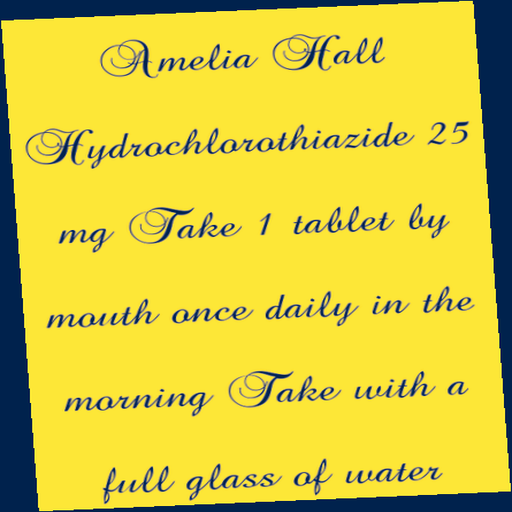 Amelia Hall
Hydrochlorothiazide 25
mg Take 1 tablet by
mouth once daily in the
morning Take with a
full glass of water